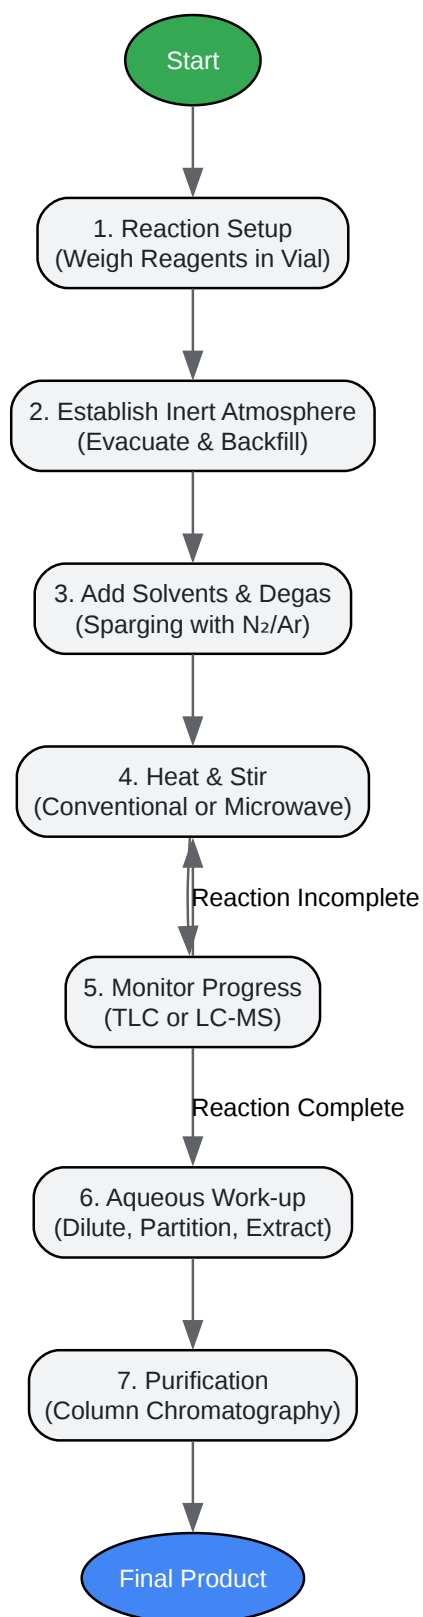 Start
1. Reaction Setup
(Weigh Reagents in Vial)
2. Establish Inert Atmosphere
(Evacuate & Backfill)
3. Add Solvents & Degas
(Sparging with N₂/Ar)
4. Heat & Stir
(Conventional or Microwave)
Reaction Incomplete
5. Monitor Progress
(TLC or LC-MS)
Reaction Complete
6. Aqueous Work-up
(Dilute, Partition, Extract)
7. Purification
(Column Chromatography)
Final Product